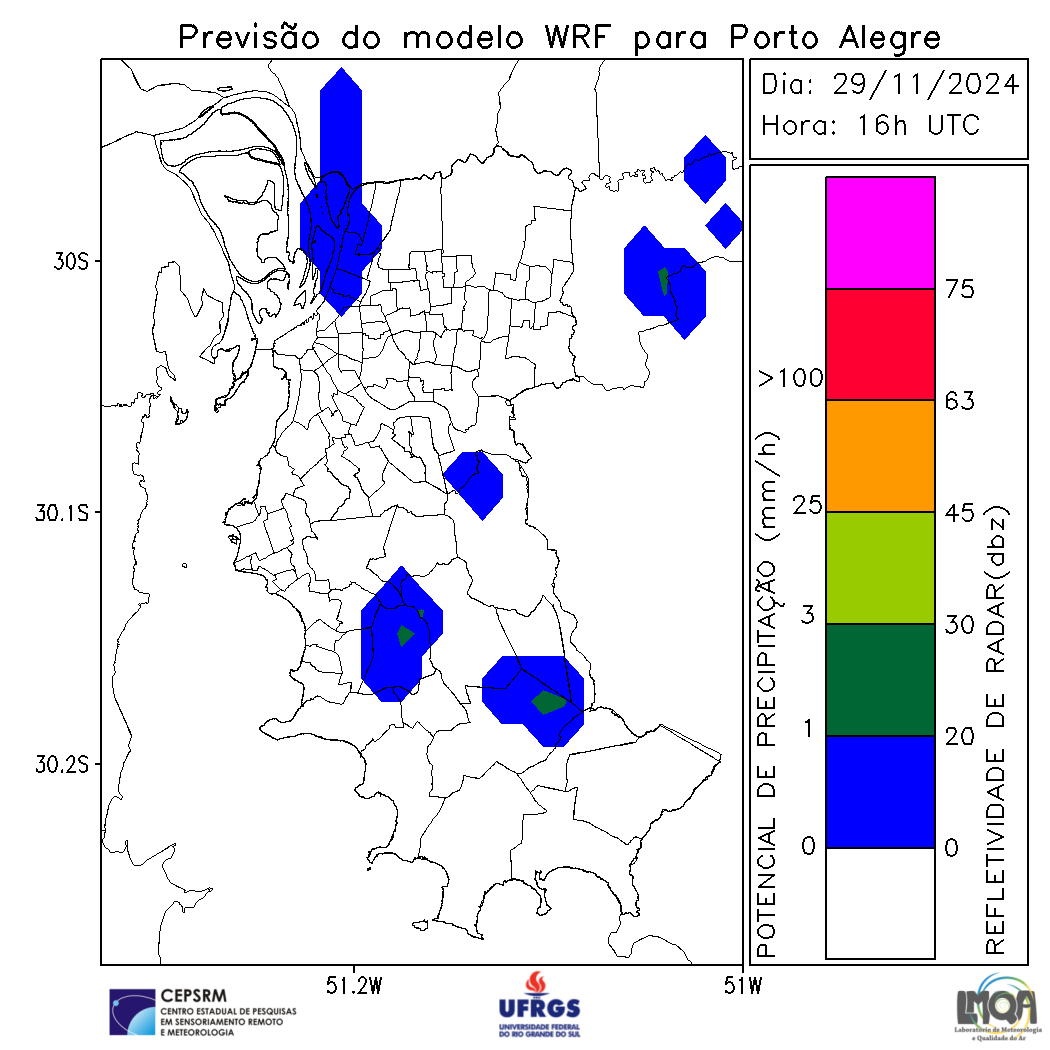 Previsão do modelo WRF para Porto Alegre
Dia: 29/11/2024
Hora: 16h UTC
30S
30.1S
30.2S
51.2W
51W
POTENCIAL DE PRECIPITAÇÃO (mm/h)
>100
25
3
1
0
75
63
45
30
20
0
REFLETIVIDADE DE RADAR(dbz)
CEPSRM
CENTRO ESTADUAL DE PESQUISAS
EM SENSORIAMENTO REMOTO
E METEOROLOGIA
UFRGS
UNIVERSIDADE FEDERAL
DO RIO GRANDE DO SUL
LMQA
Laboratório de Meteorologia
e Qualidade do Ar